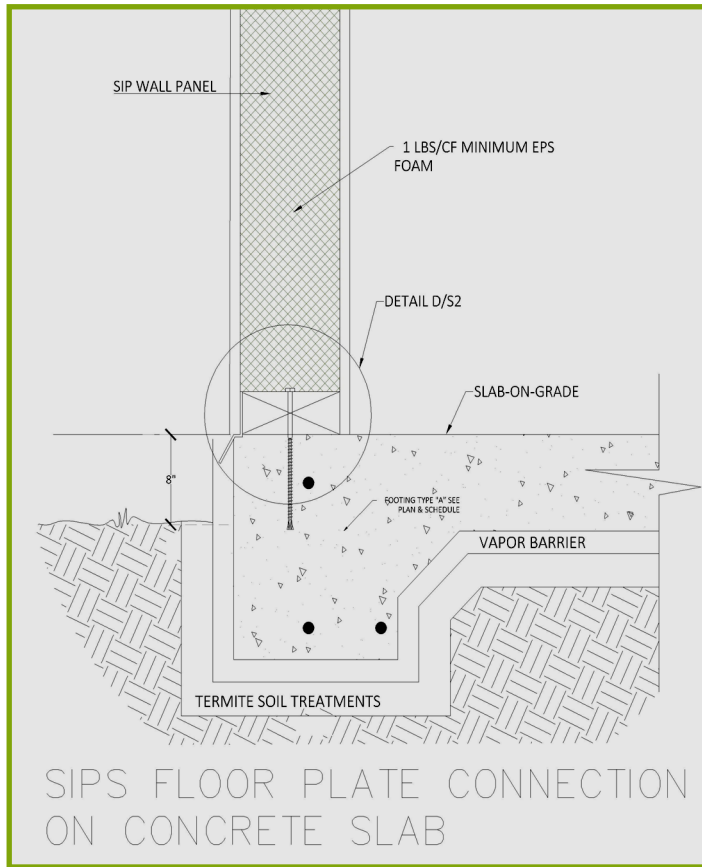 SIP WALL PANEL
1 LBS/CF MINIMUM EPS
FOAM
DETAIL D/S2
SLAB-ON-GRADE
8"
FOOTING TYPE "A" SEE
PLAN & SCHEDULE
VAPOR BARRIER
TERMITE SOIL TREATMENTS
SIPS FLOOR PLATE CONNECTION
ON CONCRETE SLAB